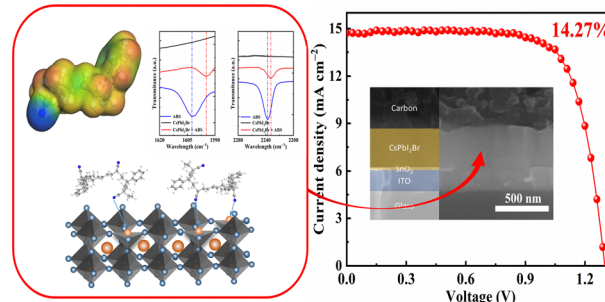 Transmittance (%)
ABS
CsPbI₂Br
CsPbI₂Br + ABS
1620 1605 1590
Wavelength (cm⁻¹)
Transmittance (%)
ABS
CsPbI₂Br
CsPbI₂Br + ABS
2280 2240 2200
Wavelength (cm⁻¹)
Current density (mA cm⁻²)
15
12
9
6
3
0
14.27%
Carbon
CsPbI₂Br
SnO₂
ITO
Glass
500 nm
0.0 0.3 0.6 0.9 1.2
Voltage (V)